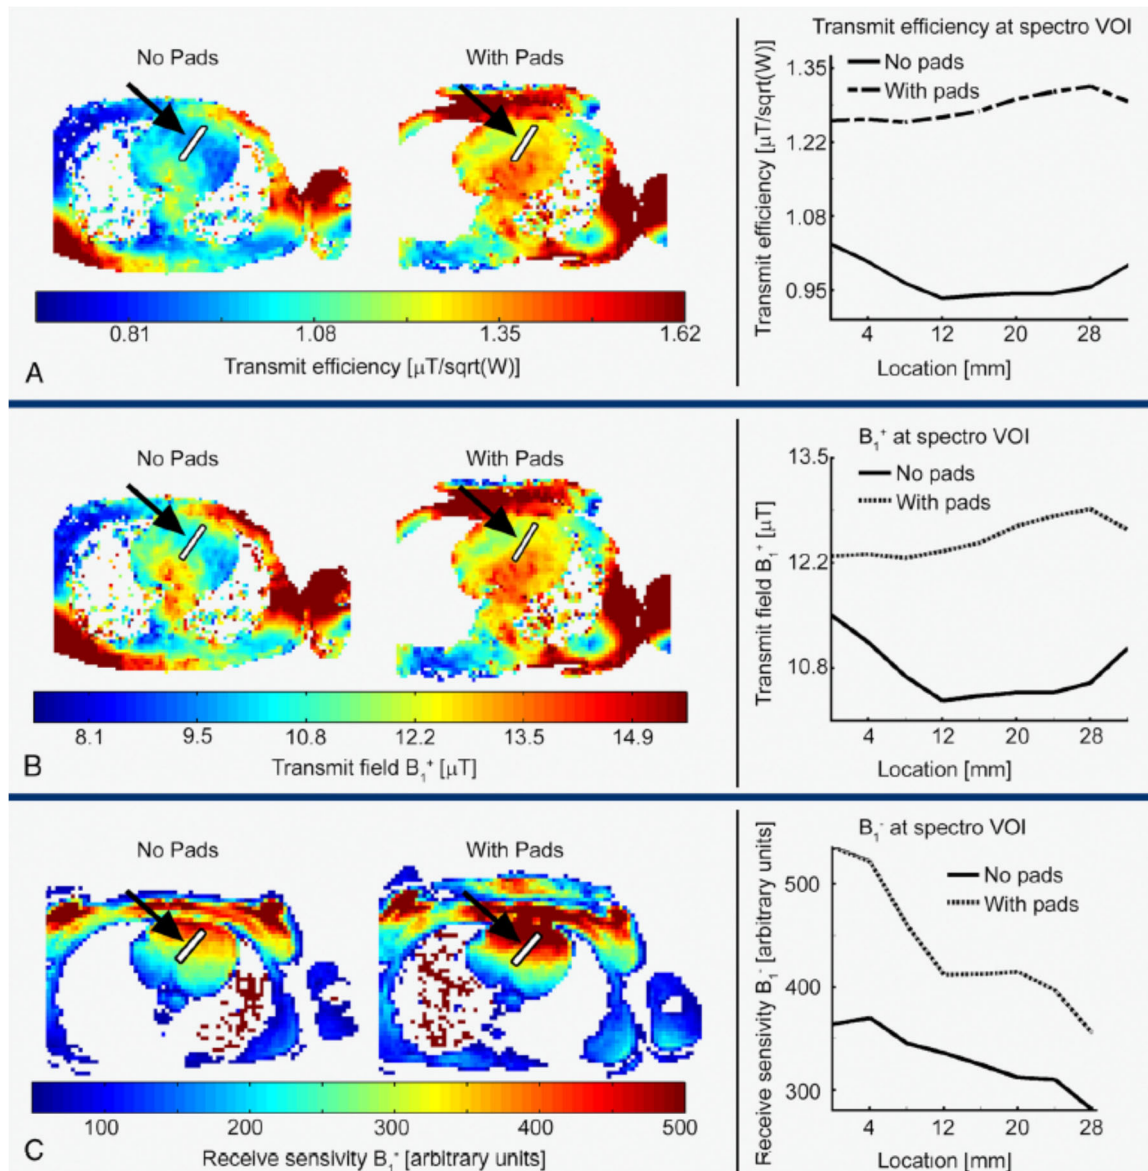 No Pads
With Pads
0.81 1.08 1.35 1.62
Transmit efficiency [μT/sqrt(W)]
A
Transmit efficiency at spectro VOI
No pads
With pads
Transmit efficiency [μT/sqrt(W)]
1.35
1.22
1.08
0.95
4 12 20 28
Location [mm]
No Pads
With Pads
8.1 9.5 10.8 12.2 13.5 14.9
Transmit field B₁⁺ [μT]
B
B₁⁺ at spectro VOI
No pads
With pads
Transmit field B₁⁺ [μT]
13.5
12.2
10.8
4 12 20 28
Location [mm]
No Pads
With Pads
100 200 300 400 500
Receive sensivity B₁⁻ [arbitrary units]
C
B₁⁻ at spectro VOI
No pads
With pads
Receive sensivity B₁⁻ [arbitrary units]
500
400
300
4 12 20 28
Location [mm]